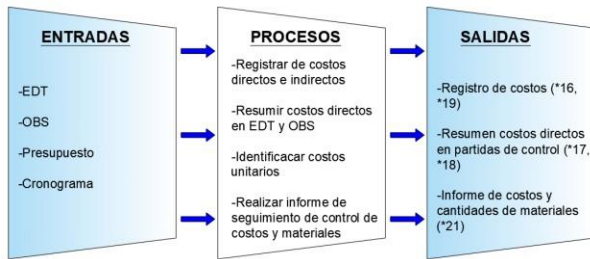 ENTRADAS
-EDT
-OBS
-Presupuesto
-Cronograma
PROCESOS
-Registrar de costos
directos e indirectos
-Resumir costos directos
en EDT y OBS
-Identificacar costos
unitarios
-Realizar informe de
seguimiento de control de
costos y materiales
SALIDAS
-Registro de costos (*16,
*19)
-Resumen costos directos
en partidas de control (*17,
*18)
-Informe de costos y
cantidades de materiales
(*21)